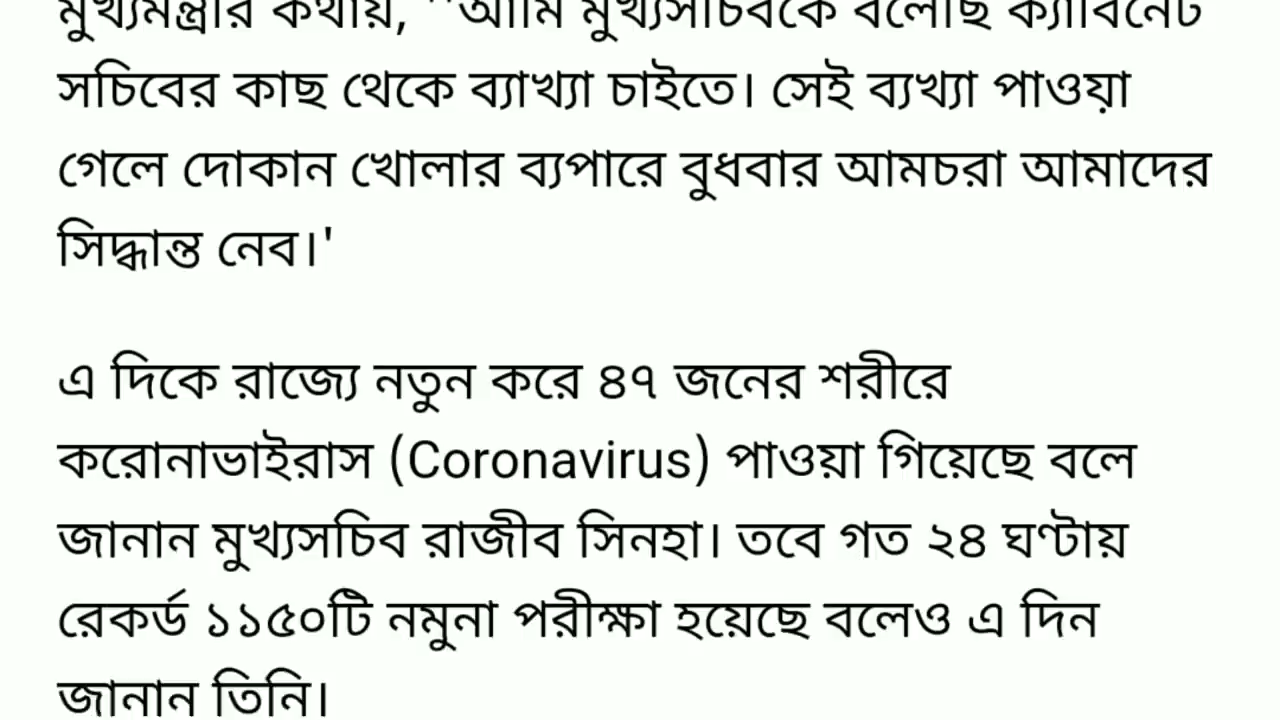 মুখ্যমন্ত্রীর কথায়, ''আমি মুখ্যসচিবকে বলেছি ক্যাবিনেট
সচিবের কাছ থেকে ব্যাখ্যা চাইতে। সেই ব্যখ্যা পাওয়া
গেলে দোকান খোলার ব্যপারে বুধবার আমচরা আমাদের
সিদ্ধান্ত নেব।'
এ দিকে রাজ্যে নতুন করে ৪৭ জনের শরীরে
করোনাভাইরাস (Coronavirus) পাওয়া গিয়েছে বলে
জানান মুখ্যসচিব রাজীব সিনহা। তবে গত ২৪ ঘণ্টায়
রেকর্ড ১১৫০টি নমুনা পরীক্ষা হয়েছে বলেও এ দিন
জানান তিনি।